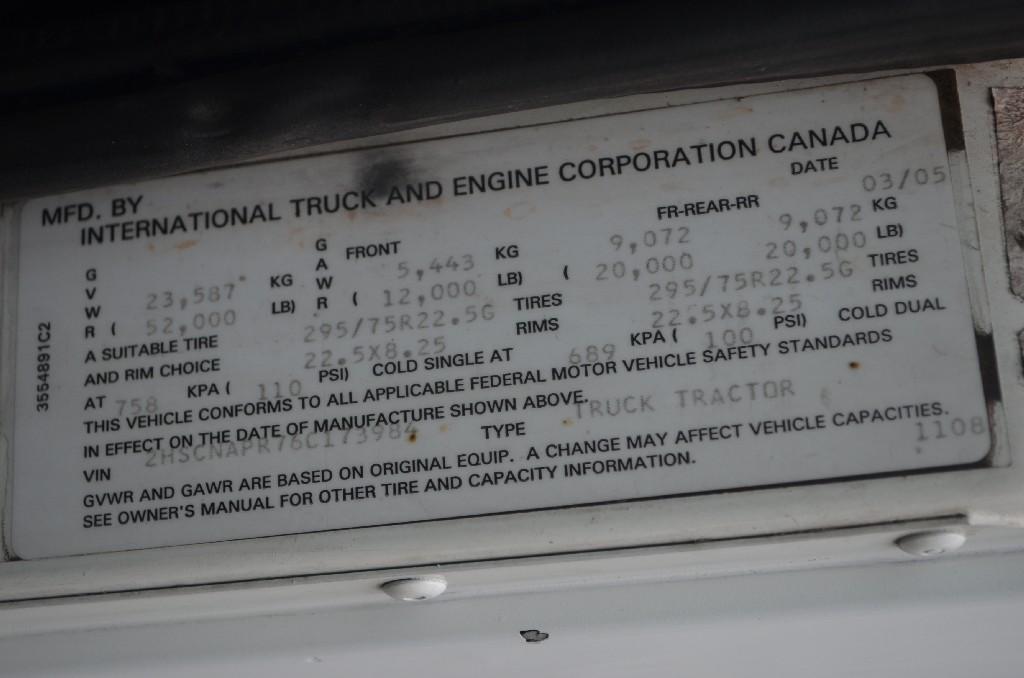 MFD. BY
INTERNATIONAL TRUCK AND ENGINE CORPORATION CANADA
DATE 03/05
G A W R FRONT FR-REAR-RR
G V W R 23,587 KG 5,443 KG 9,072 9,072 KG
( 52,000 LB) ( 12,000 LB) ( 20,000 20,000 LB)
A SUITABLE TIRE 295/75R22.5G TIRES 295/75R22.5G TIRES
AND RIM CHOICE 22.5X8.25 RIMS 22.5X8.25 RIMS
AT 758 KPA ( 110 PSI) COLD SINGLE AT 689 KPA ( 100 PSI) COLD DUAL
THIS VEHICLE CONFORMS TO ALL APPLICABLE FEDERAL MOTOR VEHICLE SAFETY STANDARDS
IN EFFECT ON THE DATE OF MANUFACTURE SHOWN ABOVE.
VIN 2HSCNAPR76C173984 TYPE TRUCK TRACTOR
GVWR AND GAWR ARE BASED ON ORIGINAL EQUIP. A CHANGE MAY AFFECT VEHICLE CAPACITIES.
SEE OWNER'S MANUAL FOR OTHER TIRE AND CAPACITY INFORMATION. 1108
3554891C2